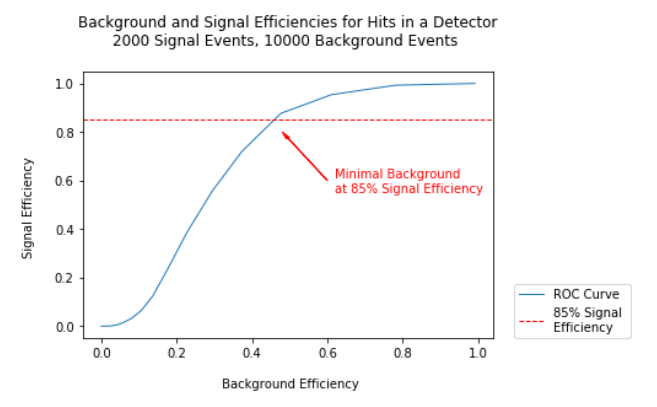 Background and Signal Efficiencies for Hits in a Detector
2000 Signal Events, 10000 Background Events
1.0
0.8
0.6
0.4
0.2
0.0
Signal Efficiency
Minimal Background
at 85% Signal Efficiency
0.0
0.2
0.4
0.6
0.8
1.0
Background Efficiency
ROC Curve
85% Signal
Efficiency